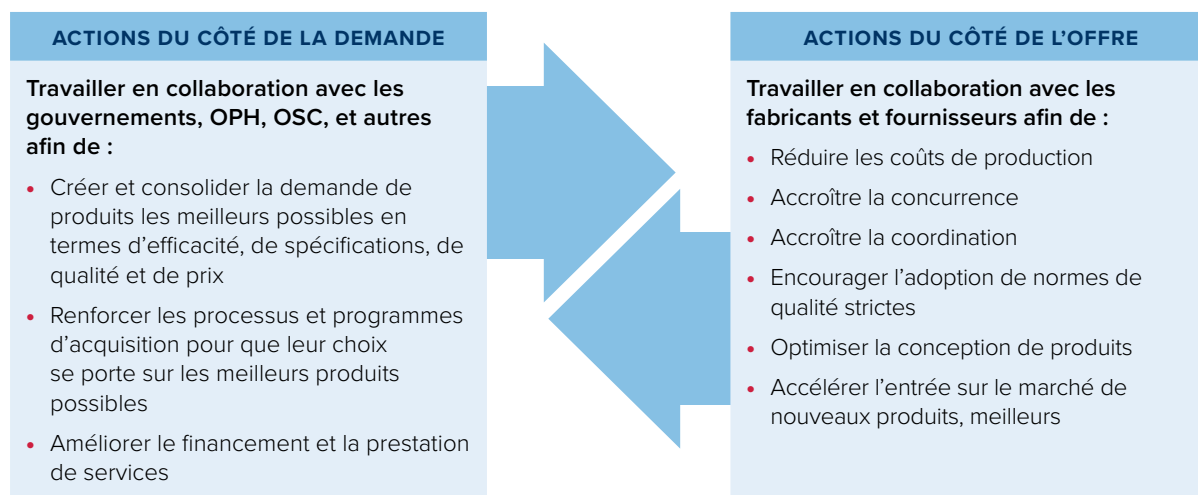 ACTIONS DU CÔTÉ DE LA DEMANDE
Travailler en collaboration avec les
gouvernements, OPH, OSC, et autres
afin de :
• Créer et consolider la demande de
produits les meilleurs possibles en
termes d'efficacité, de spécifications, de
qualité et de prix
• Renforcer les processus et programmes
d'acquisition pour que leur choix
se porte sur les meilleurs produits
possibles
• Améliorer le financement et la prestation
de services
ACTIONS DU CÔTÉ DE L'OFFRE
Travailler en collaboration avec les
fabricants et fournisseurs afin de :
• Réduire les coûts de production
• Accroître la concurrence
• Accroître la coordination
• Encourager l'adoption de normes de
qualité strictes
• Optimiser la conception de produits
• Accélérer l'entrée sur le marché de
nouveaux produits, meilleurs